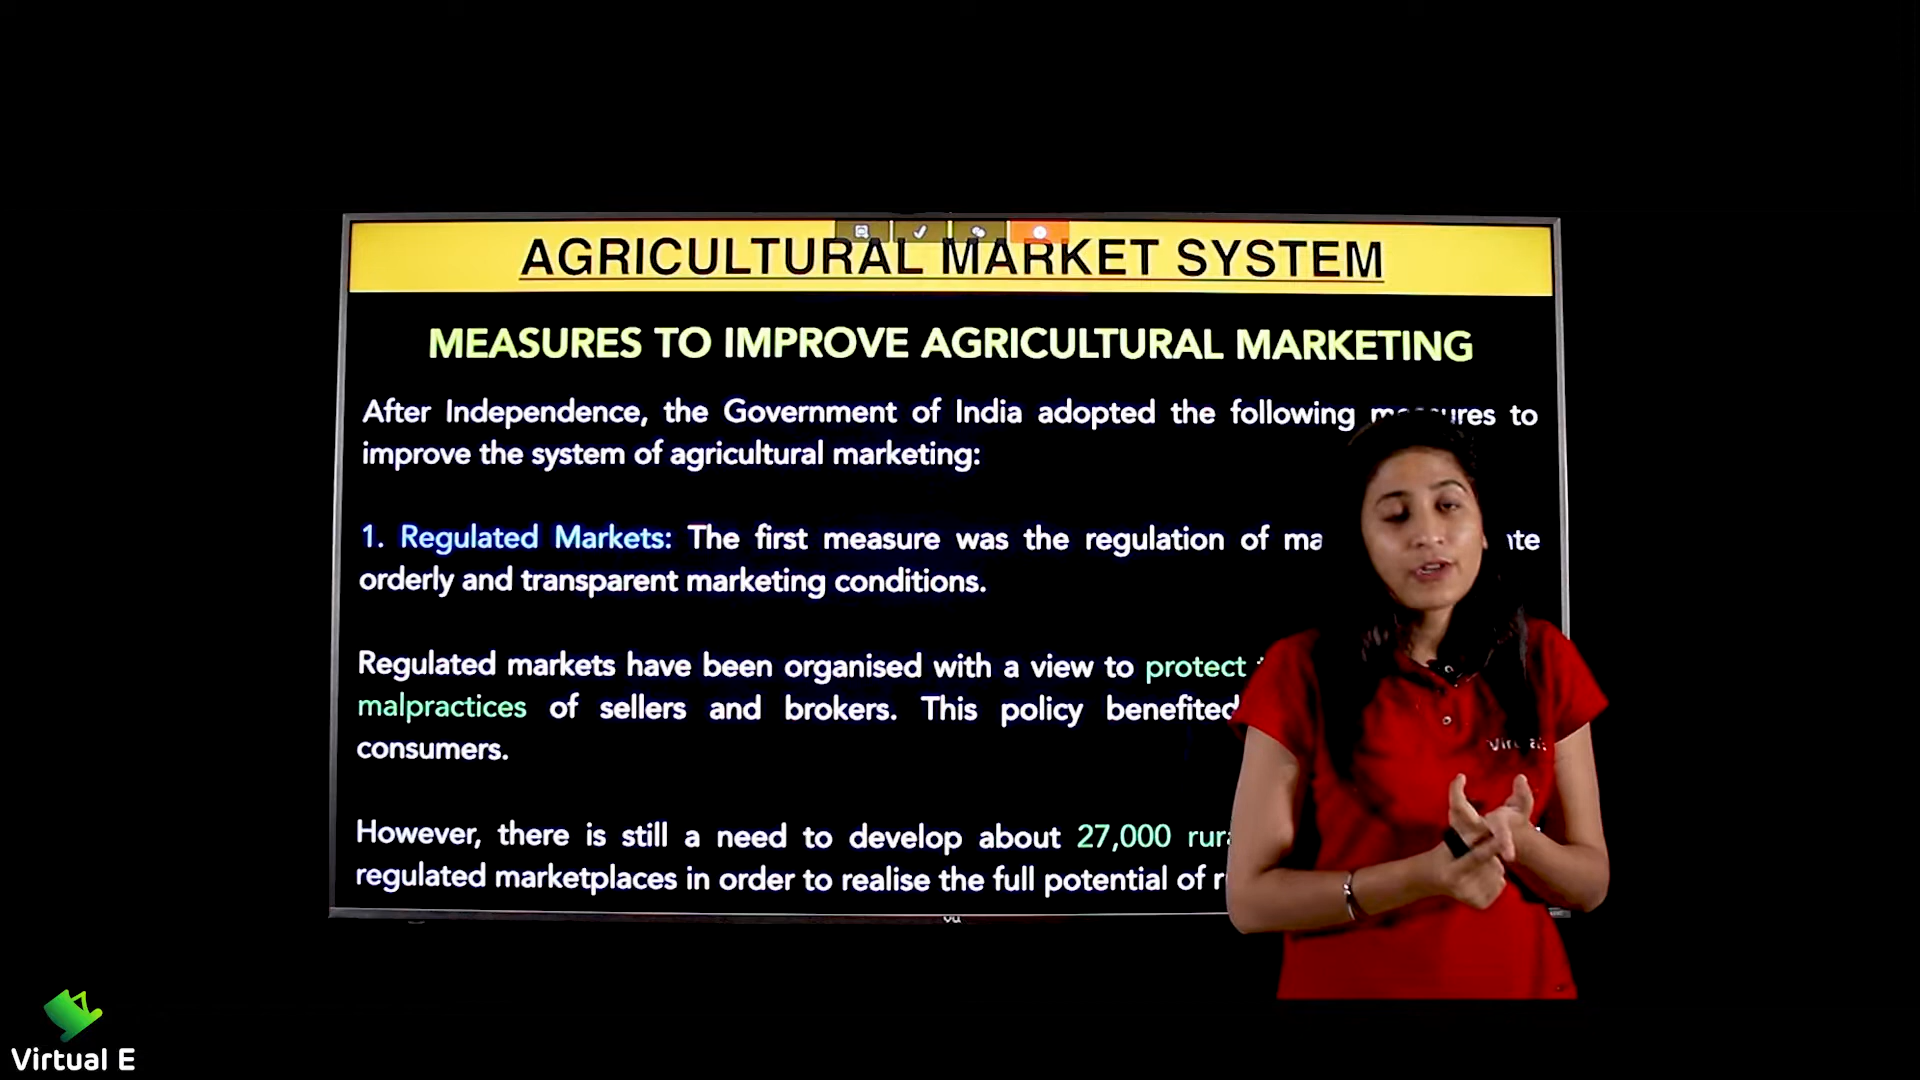 AGRICULTURAL MARKET SYSTEM
MEASURES TO IMPROVE AGRICULTURAL MARKETING
After Independence, the Government of India adopted the following to
improve the system of agricultural marketing:
1. Regulated Markets: The first measure was the regulation of
orderly and transparent marketing conditions.
Regulated markets have been organised with a view to protect
malpractices of sellers and brokers. This policy benefited
consumers.
However, there is still a need to develop about 27,000
regulated marketplaces in order to realise the full potential of
Virtual E